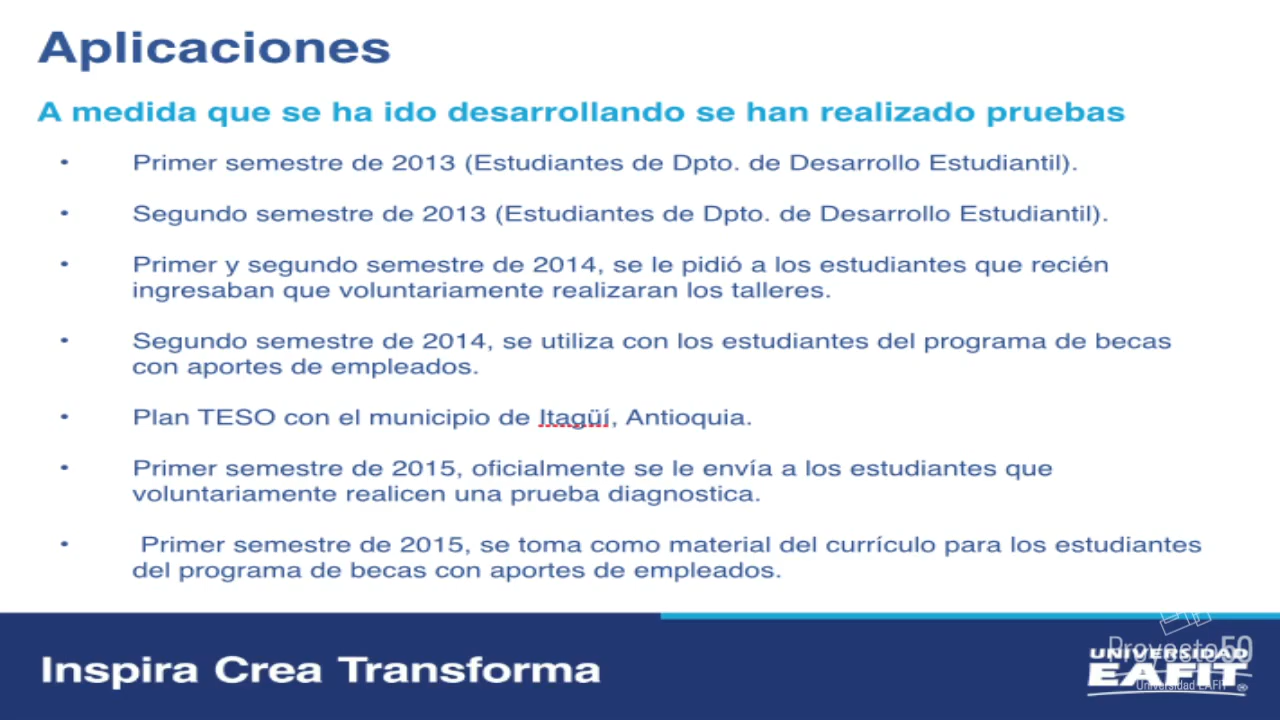 Aplicaciones
A medida que se ha ido desarrollando se han realizado pruebas
• Primer semestre de 2013 (Estudiantes de Dpto. de Desarrollo Estudiantil).
• Segundo semestre de 2013 (Estudiantes de Dpto. de Desarrollo Estudiantil).
• Primer y segundo semestre de 2014, se le pidió a los estudiantes que recién
ingresaban que voluntariamente realizaran los talleres.
• Segundo semestre de 2014, se utiliza con los estudiantes del programa de becas
con aportes de empleados.
• Plan TESO con el municipio de Itagüí, Antioquia.
• Primer semestre de 2015, oficialmente se le envía a los estudiantes que
voluntariamente realicen una prueba diagnostica.
• Primer semestre de 2015, se toma como material del currículo para los estudiantes
del programa de becas con aportes de empleados.
Inspira Crea Transforma
Proyecto50
UNIVERSIDAD
EAFIT®
Universidad EAFIT